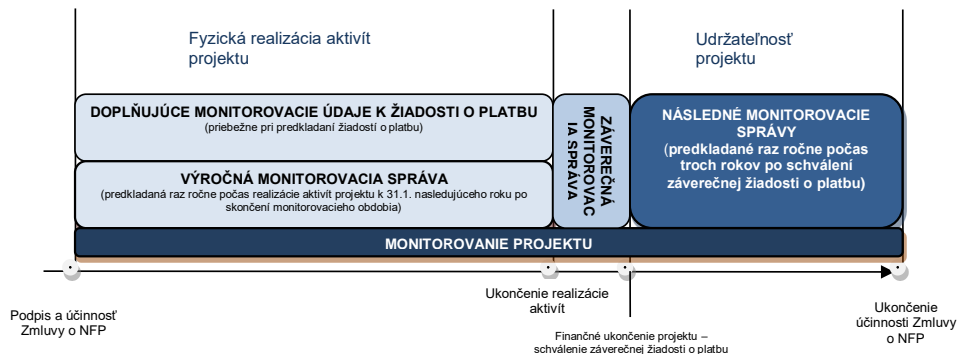 Fyzická realizácia aktivít
projektu
Udržateľnosť
projektu
DOPLŇUJÚCE MONITOROVACIE ÚDAJE K ŽIADOSTI O PLATBU
(priebežne pri predkladaní žiadostí o platbu)
VÝROČNÁ MONITOROVACIA SPRÁVA
(predkladaná raz ročne počas realizácie aktivít projektu k 31.1. nasledujúceho roku po
skončení monitorovacieho obdobia)
ZÁVEREČNÁ
MONITOROVAC
IA SPRÁVA
NÁSLEDNÉ MONITOROVACIE
SPRÁVY
(predkladané raz ročne počas
troch rokov po schválení
záverečnej žiadosti o platbu)
MONITOROVANIE PROJEKTU
Podpis a účinnosť
Zmluvy o NFP
Ukončenie realizácie
aktivít
Finančné ukončenie projektu –
schválenie záverečnej žiadosti o platbu
Ukončenie
účinnosti Zmluvy
o NFP